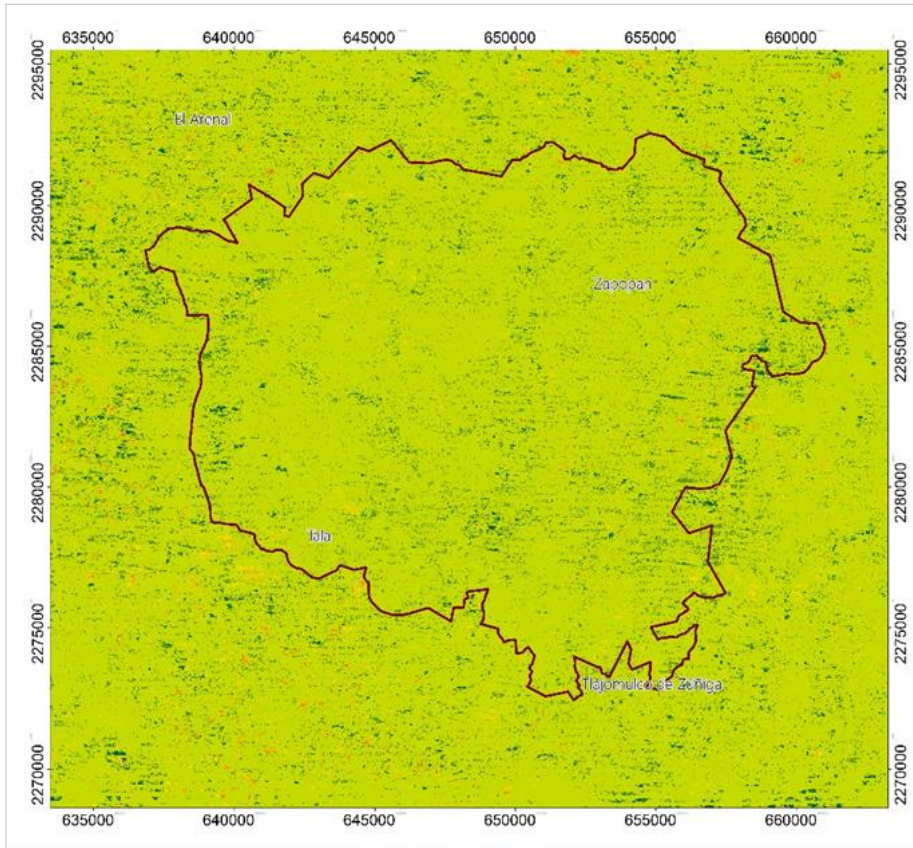 635000 640000 645000 650000 655000 660000
2295000 2295000
El Arenal
2290000 2290000
Zapopan
2285000 2285000
2280000 2280000
Tala
2275000 2275000
Tlajomulco de Zúñiga
2270000 2270000
635000 640000 645000 650000 655000 660000